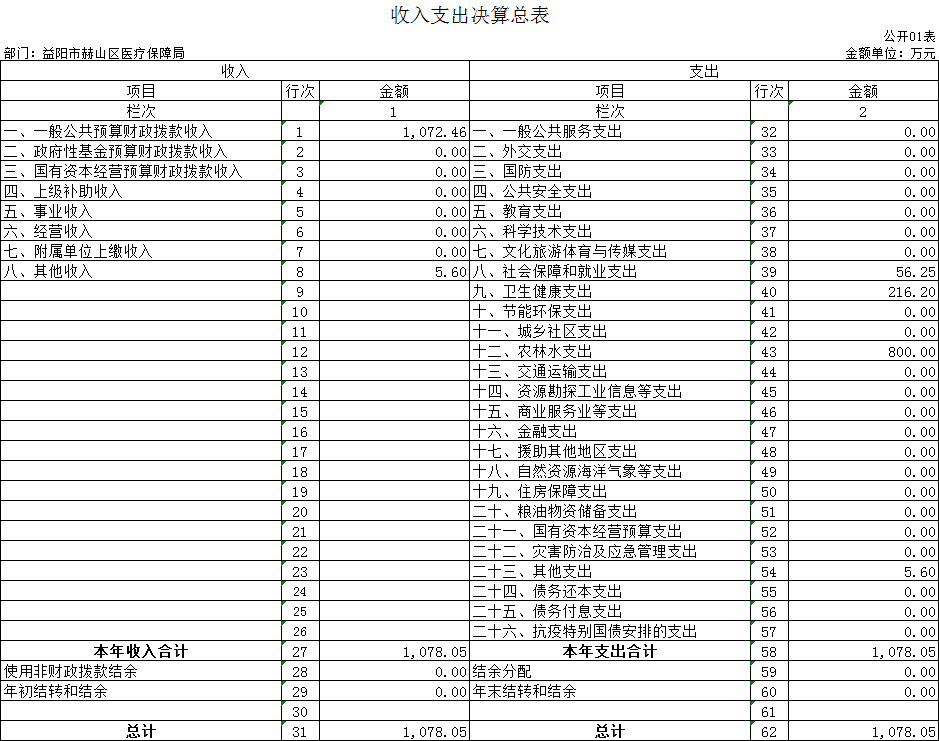 收入支出决算总表
公开01表
部门：益阳市赫山区医疗保障局 金额单位：万元
收入 支出
项目 行次 金额 项目 行次 金额
栏次 1 栏次 2
一、一般公共预算财政拨款收入 1 1,072.46 一、一般公共服务支出 32 0.00
二、政府性基金预算财政拨款收入 2 0.00 二、外交支出 33 0.00
三、国有资本经营预算财政拨款收入 3 0.00 三、国防支出 34 0.00
四、上级补助收入 4 0.00 四、公共安全支出 35 0.00
五、事业收入 5 0.00 五、教育支出 36 0.00
六、经营收入 6 0.00 六、科学技术支出 37 0.00
七、附属单位上缴收入 7 0.00 七、文化旅游体育与传媒支出 38 0.00
八、其他收入 8 5.60 八、社会保障和就业支出 39 56.25
9 九、卫生健康支出 40 216.20
10 十、节能环保支出 41 0.00
11 十一、城乡社区支出 42 0.00
12 十二、农林水支出 43 800.00
13 十三、交通运输支出 44 0.00
14 十四、资源勘探工业信息等支出 45 0.00
15 十五、商业服务业等支出 46 0.00
16 十六、金融支出 47 0.00
17 十七、援助其他地区支出 48 0.00
18 十八、自然资源海洋气象等支出 49 0.00
19 十九、住房保障支出 50 0.00
20 二十、粮油物资储备支出 51 0.00
21 二十一、国有资本经营预算支出 52 0.00
22 二十二、灾害防治及应急管理支出 53 0.00
23 二十三、其他支出 54 5.60
24 二十四、债务还本支出 55 0.00
25 二十五、债务付息支出 56 0.00
26 二十六、抗疫特别国债安排的支出 57 0.00
本年收入合计 27 1,078.05 本年支出合计 58 1,078.05
使用非财政拨款结余 28 0.00 结余分配 59 0.00
年初结转和结余 29 0.00 年末结转和结余 60 0.00
30 61
总计 31 1,078.05 总计 62 1,078.05